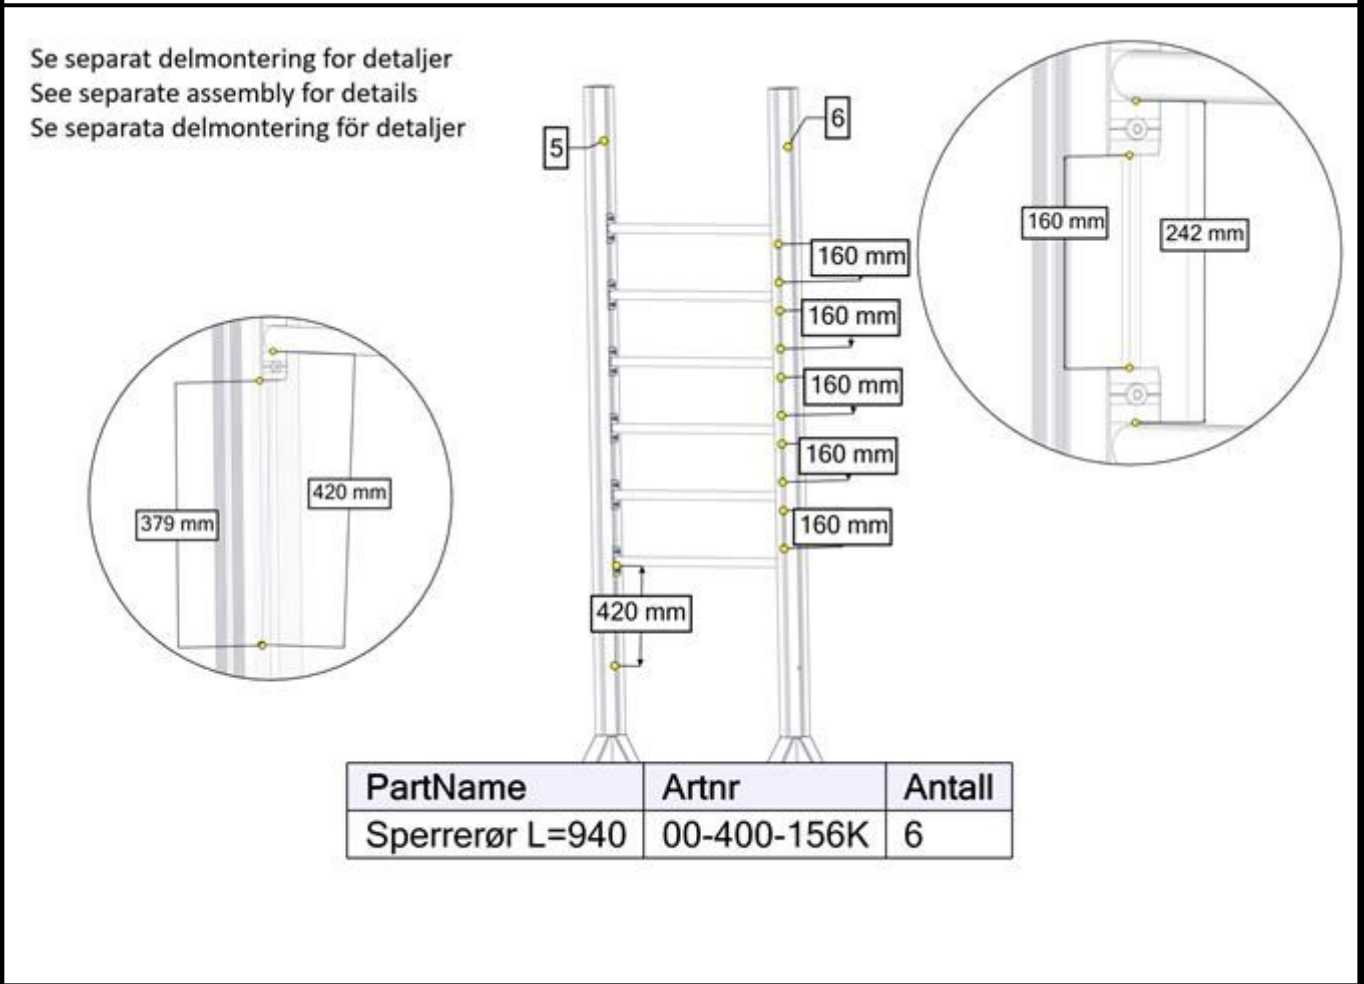 Se separat delmontering for detaljer
See separate assembly for details
Se separata delmontering för detaljer
5
6
160 mm
160 mm
160 mm
160 mm
160 mm
420 mm
379 mm
420 mm
160 mm
242 mm
PartName Artnr Antall
Sperrerør L=940 00-400-156K 6